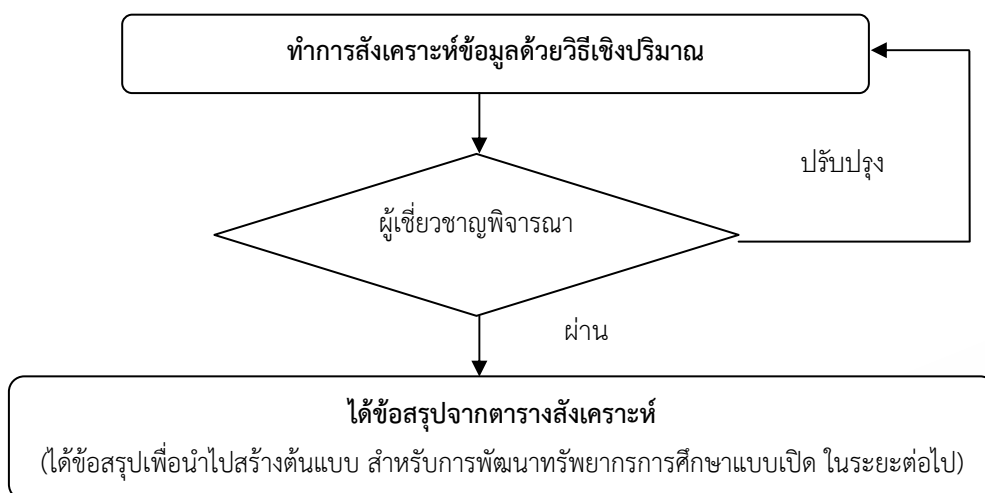 ทำการสังเคราะห์ข้อมูลด้วยวิธีเชิงปริมาณ
ปรับปรุง
ผู้เชี่ยวชาญพิจารณา
ผ่าน
ได้ข้อสรุปจากตารางสังเคราะห์
(ได้ข้อสรุปเพื่อนำไปสร้างต้นแบบ สำหรับการพัฒนาทรัพยากรการศึกษาแบบเปิด ในระยะต่อไป)